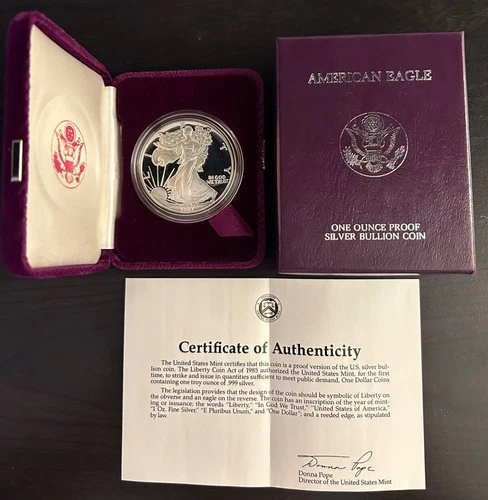 AMERICAN EAGLE
IN GOD
WE TRUST
ONE OUNCE PROOF
SILVER BULLION COIN
Certificate of Authenticity
The United States Mint certifies that this coin is a proof version of the U.S. silver bul-
lion coin. The Liberty Coin Act of 1985 authorized the United States Mint, for the first
time, to strike and issue in quantities sufficient to meet public demand, One Dollar Coins
containing one troy ounce of .999 silver.
The legislation provides that the design of the coin should be symbolic of Liberty on
the obverse and an eagle on the reverse. The coin has an inscription of the year of mint-
ing or issuance; the words "Liberty," "In God We Trust," "United States of America,"
"1 Oz. Fine Silver," "E Pluribus Unum," and "One Dollar"; and a reeded edge, as stipulated
by law.
Donna Pope
Donna Pope
Director of the United States Mint